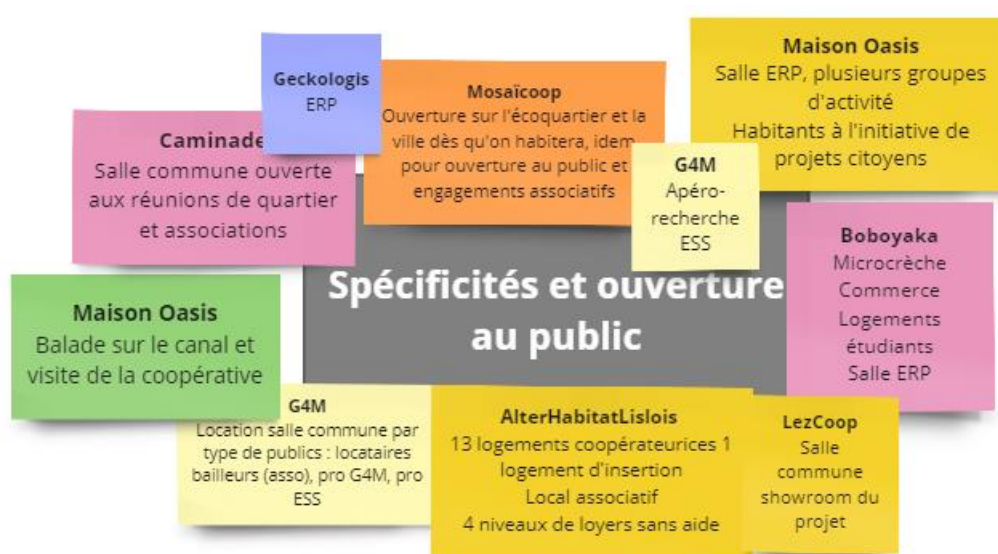 Geckologis
ERP
Mosaïcoop
Ouverture sur l'écoquartier et la
ville dès qu'on habitera, idem
pour ouverture au public et
engagements associatifs
Maison Oasis
Salle ERP, plusieurs groupes
d'activité
Habitants à l'initiative de
projets citoyens
Caminade
Salle commune ouverte
aux réunions de quartier
et associations
G4M
Apéro-
recherche
ESS
Boboyaka
Microcrèche
Commerce
Logements
étudiants
Salle ERP
Spécificités et ouverture
au public
Maison Oasis
Balade sur le canal et
visite de la coopérative
G4M
Location salle commune par
type de publics : locataires
bailleurs (asso), pro G4M, pro
ESS
AlterHabitatLislois
13 logements coopérateurices 1
logement d'insertion
Local associatif
4 niveaux de loyers sans aide
LezCoop
Salle
commune
showroom du
projet